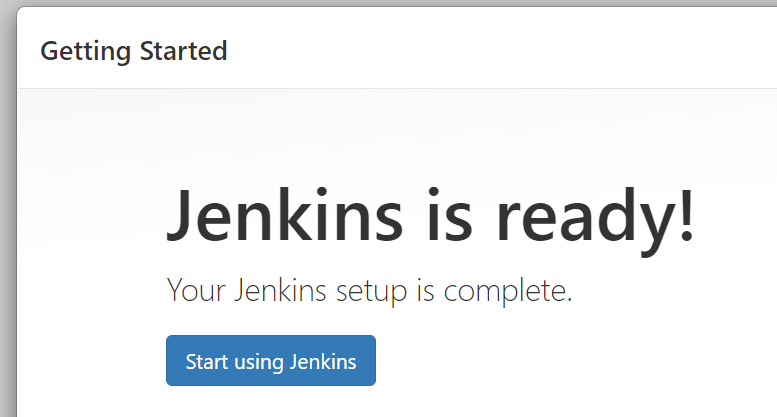 Getting Started
Jenkins is ready!
Your Jenkins setup is complete.
Start using Jenkins